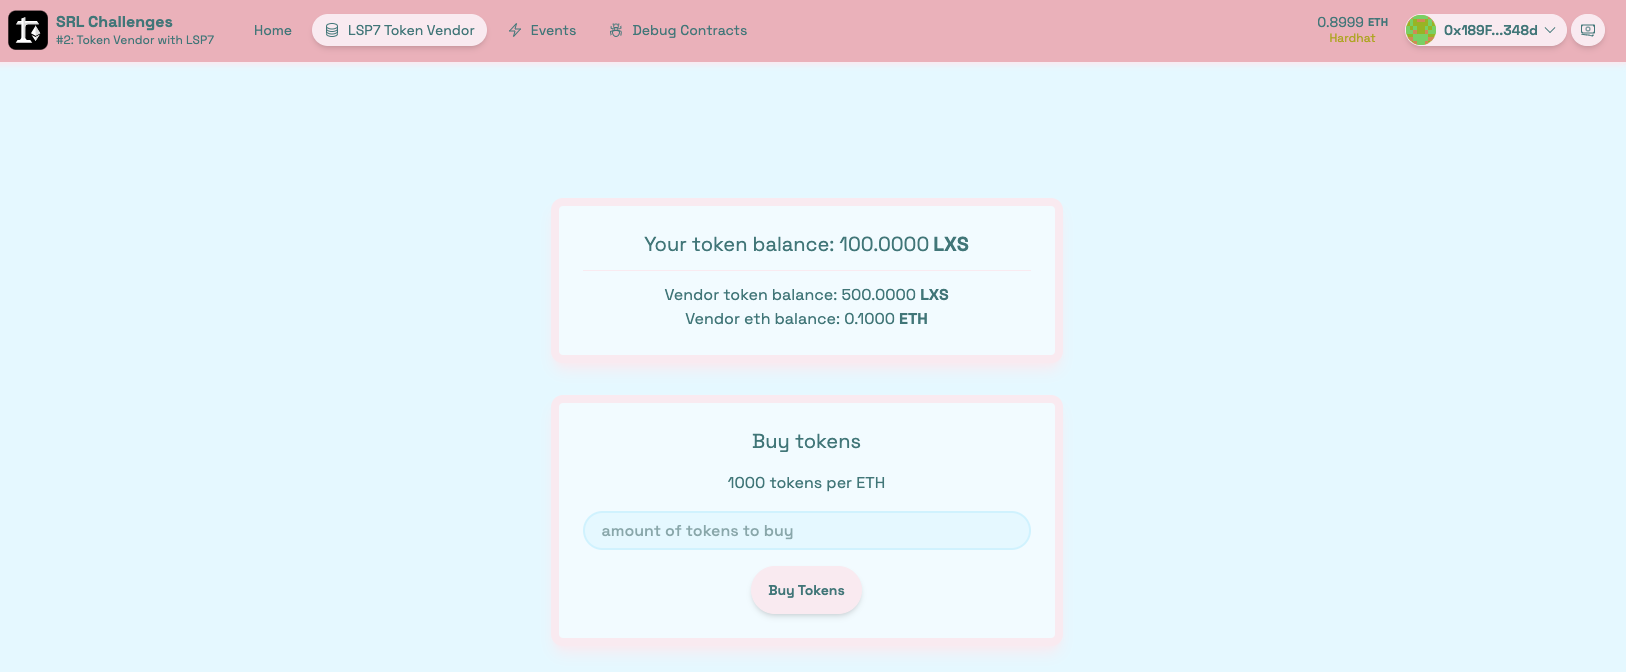 SRL Challenges
#2: Token Vendor with LSP7
Home
LSP7 Token Vendor
Events
Debug Contracts
0.8999 ETH
Hardhat
0x189F...348d
Your token balance: 100.0000 LXS
Vendor token balance: 500.0000 LXS
Vendor eth balance: 0.1000 ETH
Buy tokens
1000 tokens per ETH
amount of tokens to buy
Buy Tokens